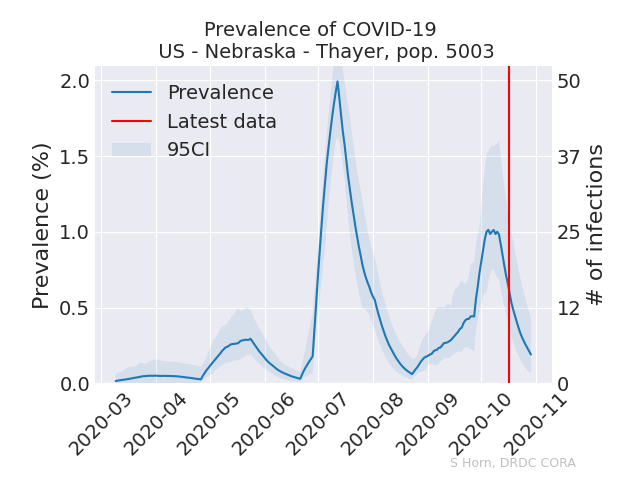 Prevalence of COVID-19
US - Nebraska - Thayer, pop. 5003
Prevalence
Latest data
95CI
Prevalence (%)
2.0
1.5
1.0
0.5
0.0
# of infections
50
37
25
12
0
2020-03
2020-04
2020-05
2020-06
2020-07
2020-08
2020-09
2020-10
2020-11
S Horn, DRDC CORA